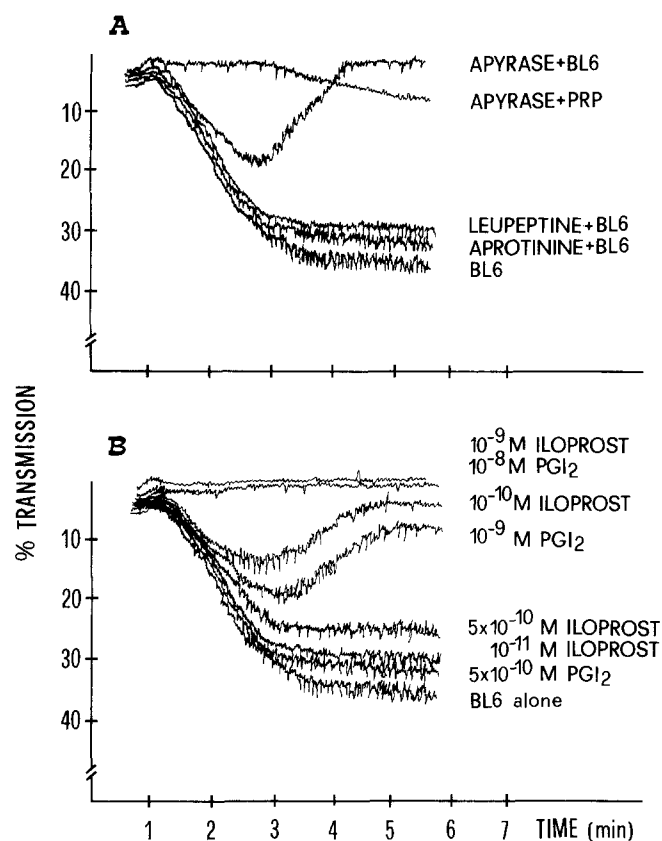 A
APYRASE+BL6
APYRASE+PRP
10
20
30
40
LEUPEPTINE+BL6
APROTININE+BL6
BL6
% TRANSMISSION
B
10⁻⁹M ILOPROST
10⁻⁸M PGI₂
10⁻¹⁰M ILOPROST
10⁻⁹ M PGI₂
10
20
30
40
5x10⁻¹⁰ M ILOPROST
10⁻¹¹ M ILOPROST
5x10⁻¹⁰ M PGI₂
BL6 alone
1 2 3 4 5 6 7 TIME (min)